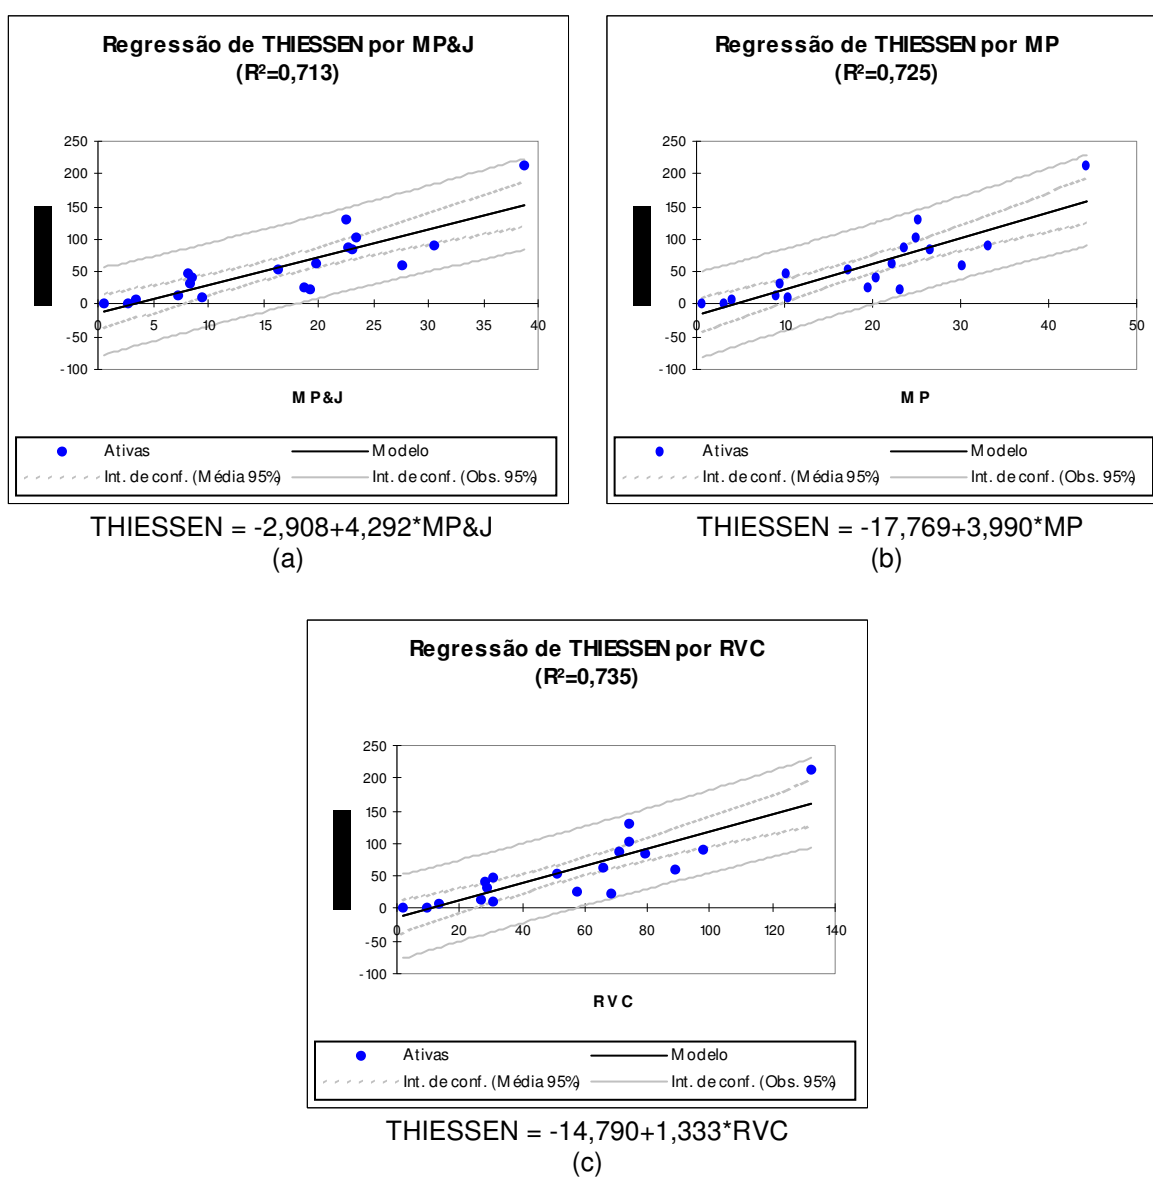 Regressão de THIESSEN por MP&J
(R²=0,713)
250
200
150
100
50
0
-50
-100
0 5 10 15 20 25 30 35 40
MP&J
Ativas Modelo
Int. de conf. (Média 95%) Int. de conf. (Obs. 95%)
THIESSEN = -2,908+4,292*MP&J
(a)
Regressão de THIESSEN por MP
(R²=0,725)
250
200
150
100
50
0
-50
-100
0 10 20 30 40 50
MP
Ativas Modelo
Int. de conf. (Média 95%) Int. de conf. (Obs. 95%)
THIESSEN = -17,769+3,990*MP
(b)
Regressão de THIESSEN por RVC
(R²=0,735)
250
200
150
100
50
0
-50
-100
0 20 40 60 80 100 120 140
RVC
Ativas Modelo
Int. de conf. (Média 95%) Int. de conf. (Obs. 95%)
THIESSEN = -14,790+1,333*RVC
(c)